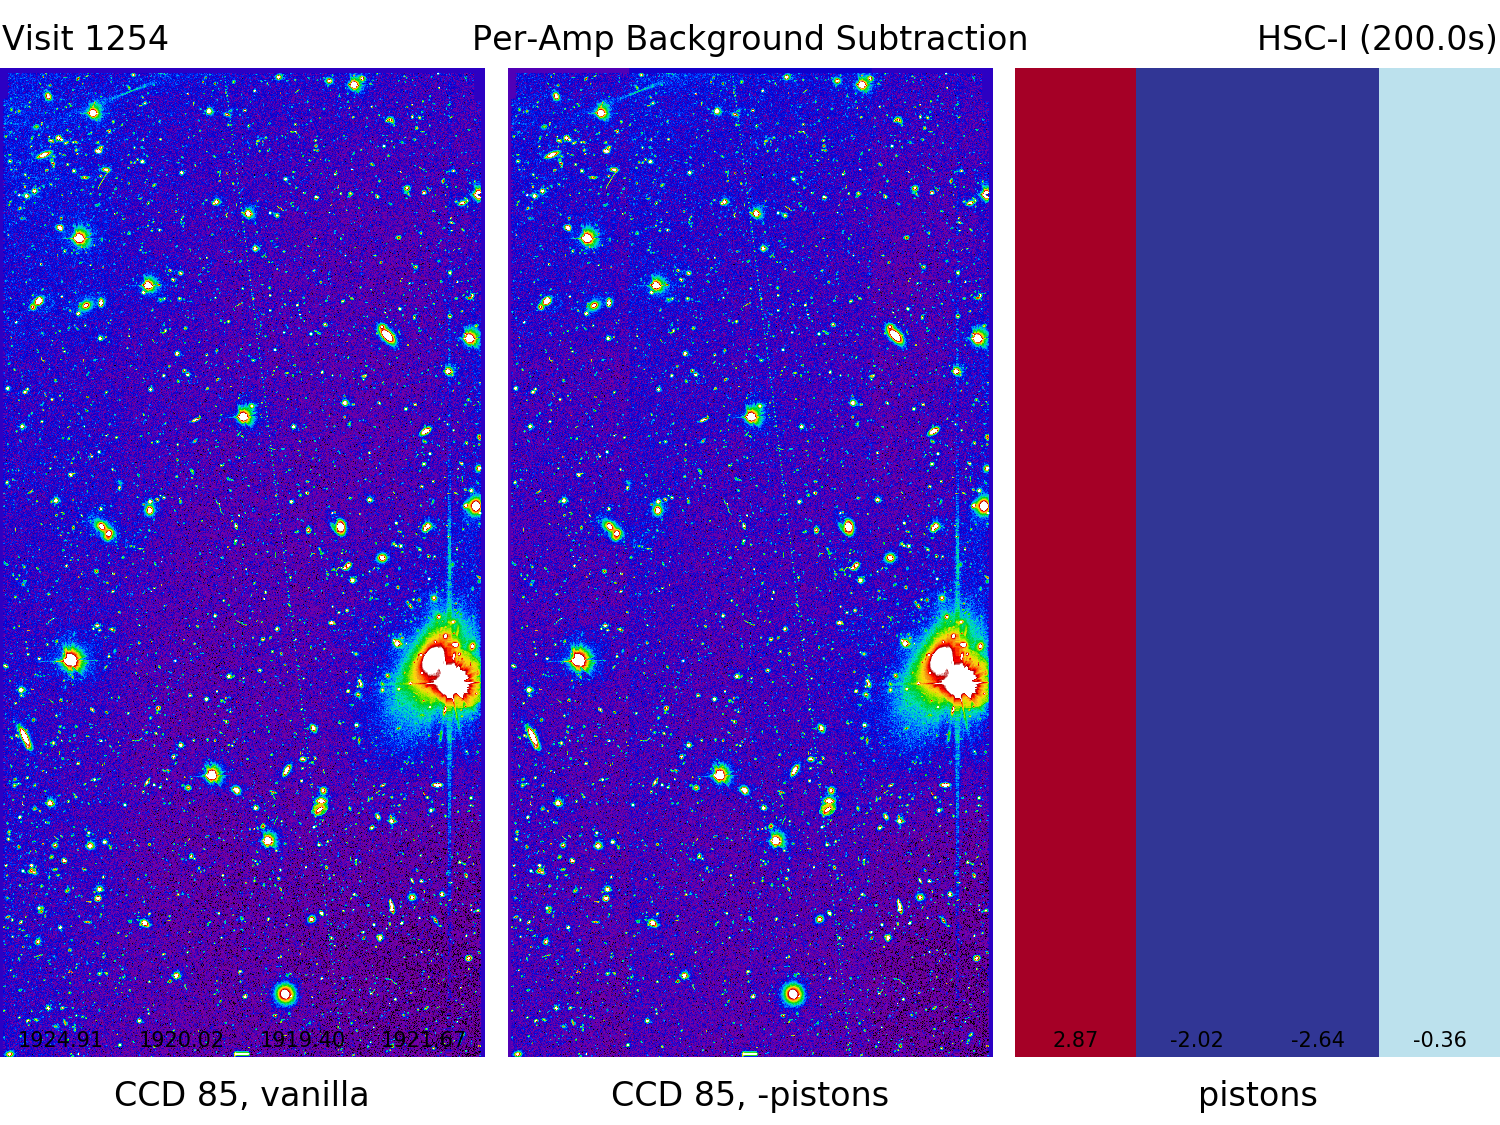 Visit 1254 Per-Amp Background Subtraction HSC-I (200.0s)
1924.91 1920.02 1919.40 1921.67 2.87 -2.02 -2.64 -0.36
CCD 85, vanilla CCD 85, -pistons pistons